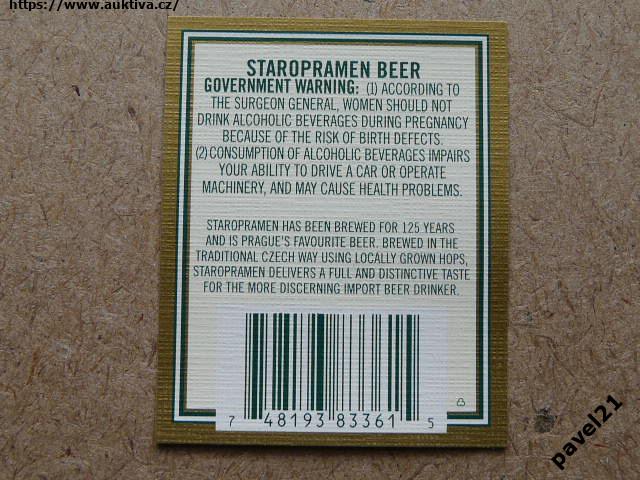 https://www.auktiva.cz/
STAROPRAMEN BEER
GOVERNMENT WARNING: (1) ACCORDING TO
THE SURGEON GENERAL, WOMEN SHOULD NOT
DRINK ALCOHOLIC BEVERAGES DURING PREGNANCY
BECAUSE OF THE RISK OF BIRTH DEFECTS.
(2) CONSUMPTION OF ALCOHOLIC BEVERAGES IMPAIRS
YOUR ABILITY TO DRIVE A CAR OR OPERATE
MACHINERY, AND MAY CAUSE HEALTH PROBLEMS.
STAROPRAMEN HAS BEEN BREWED FOR 125 YEARS
AND IS PRAGUE'S FAVOURITE BEER. BREWED IN THE
TRADITIONAL CZECH WAY USING LOCALLY GROWN HOPS,
STAROPRAMEN DELIVERS A FULL AND DISTINCTIVE TASTE
FOR THE MORE DISCERNING IMPORT BEER DRINKER.
7 48193 83361 5
pavel21